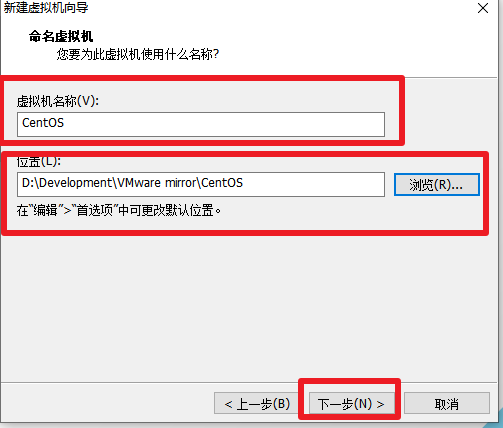 新建虚拟机向导
命名虚拟机
您要为此虚拟机使用什么名称?
虚拟机名称(V):
CentOS
位置(L):
D:\Development\VMware mirror\CentOS
浏览(R)...
在“编辑”>“首选项”中可更改默认位置。
< 上一步(B)
下一步(N) >
取消